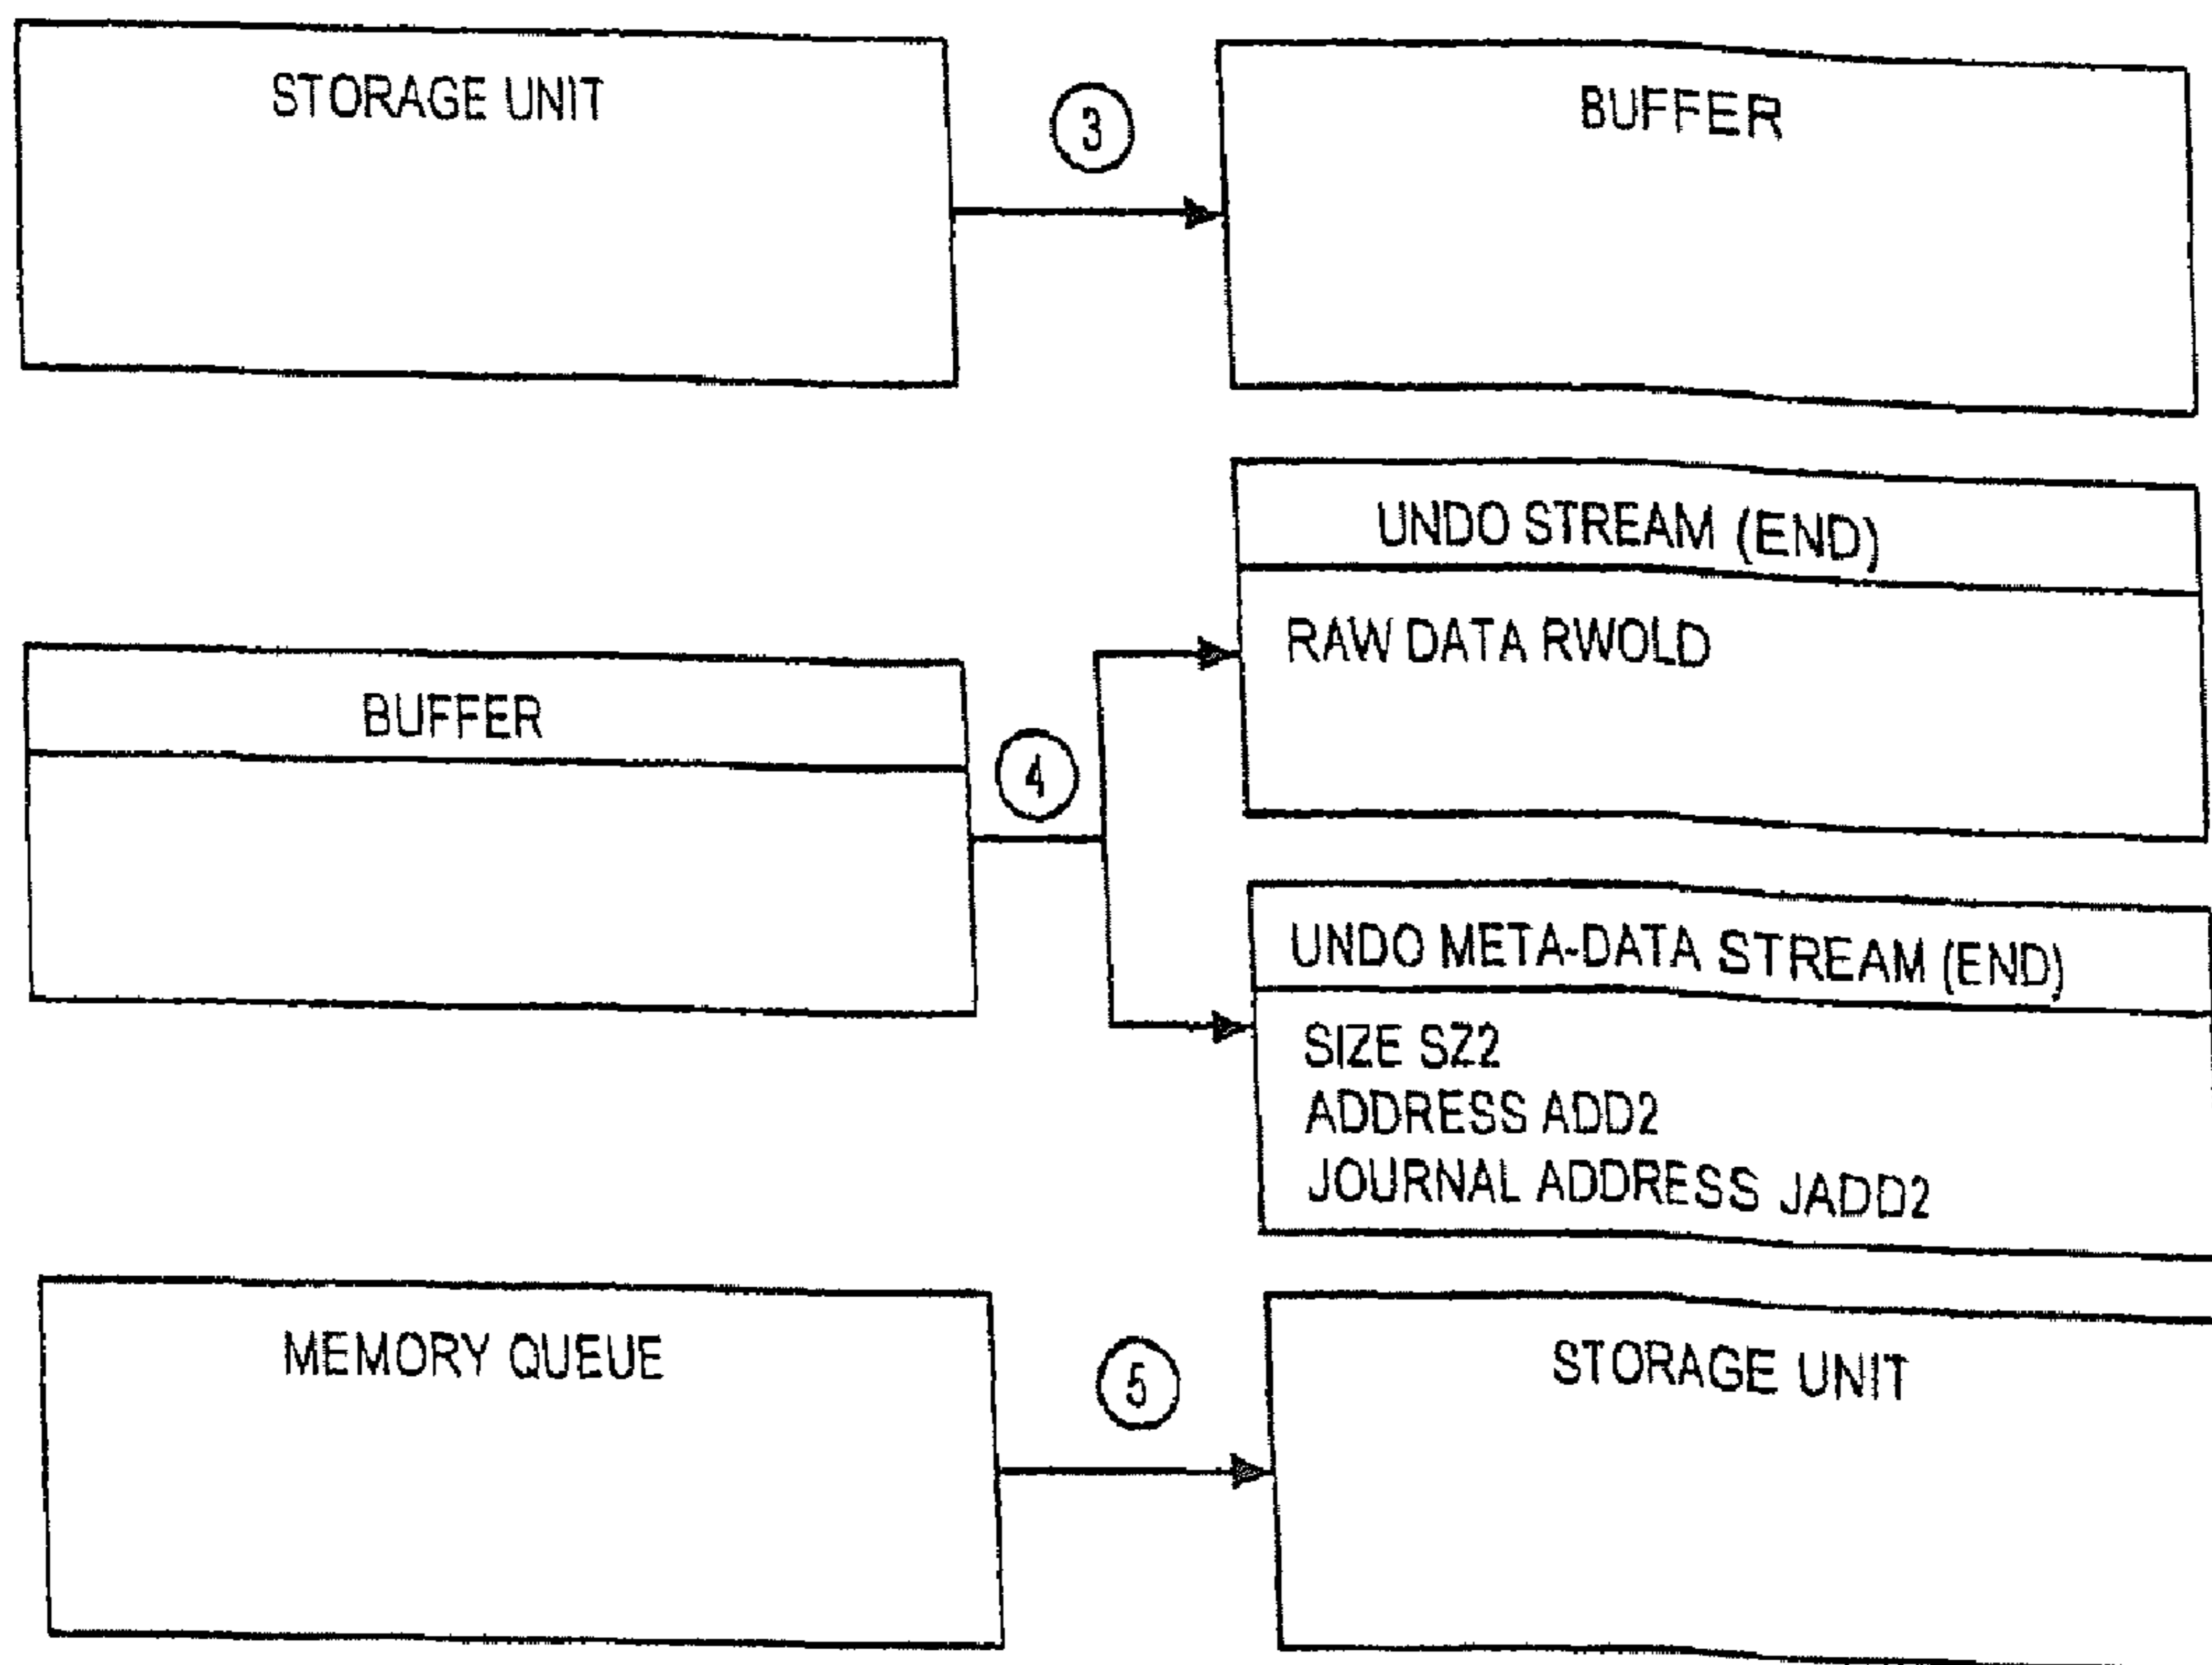 STORAGE UNIT
3
BUFFER
UNDO STREAM (END)
RAW DATA RWOLD
BUFFER
4
UNDO META-DATA STREAM (END)
SIZE SZ2
ADDRESS ADD2
JOURNAL ADDRESS JADD2
MEMORY QUEUE
5
STORAGE UNIT